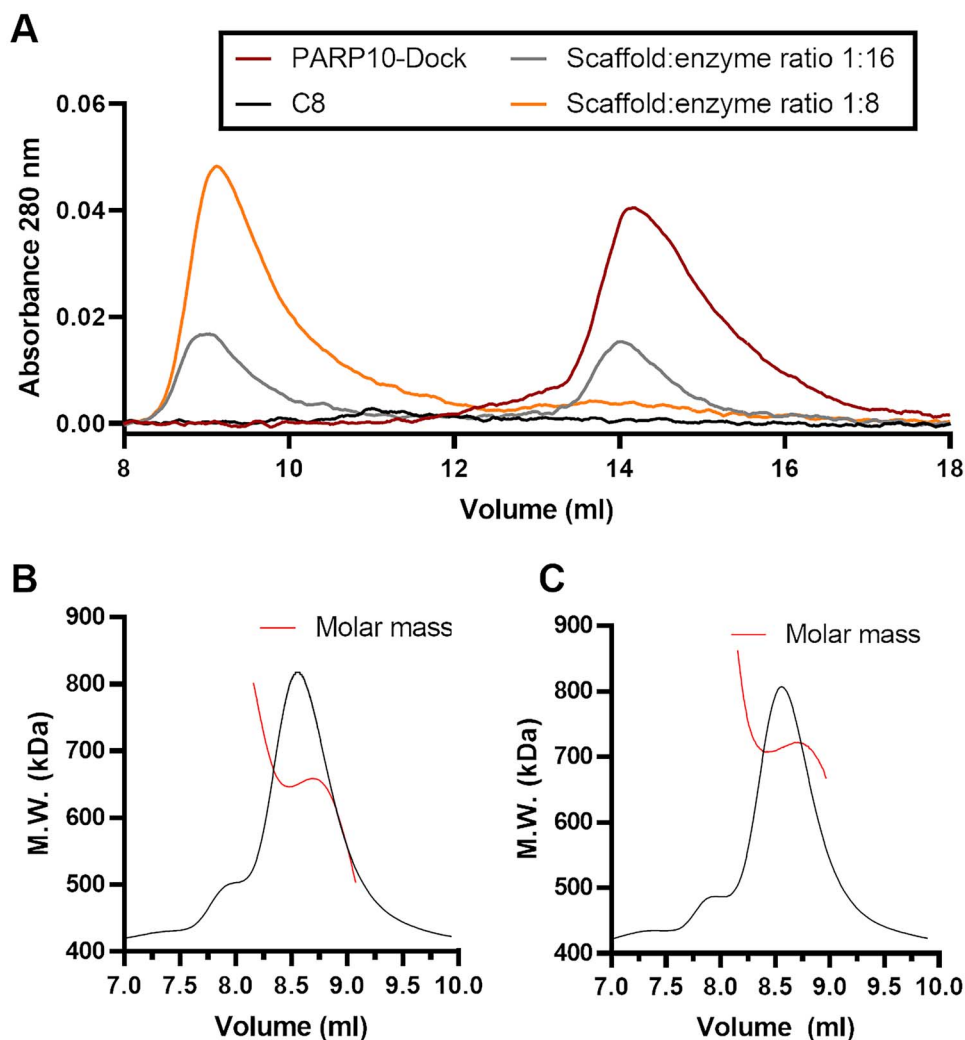 A
PARP10-Dock
Scaffold:enzyme ratio 1:16
C8
Scaffold:enzyme ratio 1:8
0.06
0.04
0.02
0.00
Absorbance 280 nm
8
10
12
14
16
18
Volume (ml)
B
Molar mass
900
800
700
600
500
400
M.W. (kDa)
7.0
7.5
8.0
8.5
9.0
9.5
10.0
Volume (ml)
C
Molar mass
900
800
700
600
500
400
M.W. (kDa)
7.0
7.5
8.0
8.5
9.0
9.5
10.0
Volume (ml)